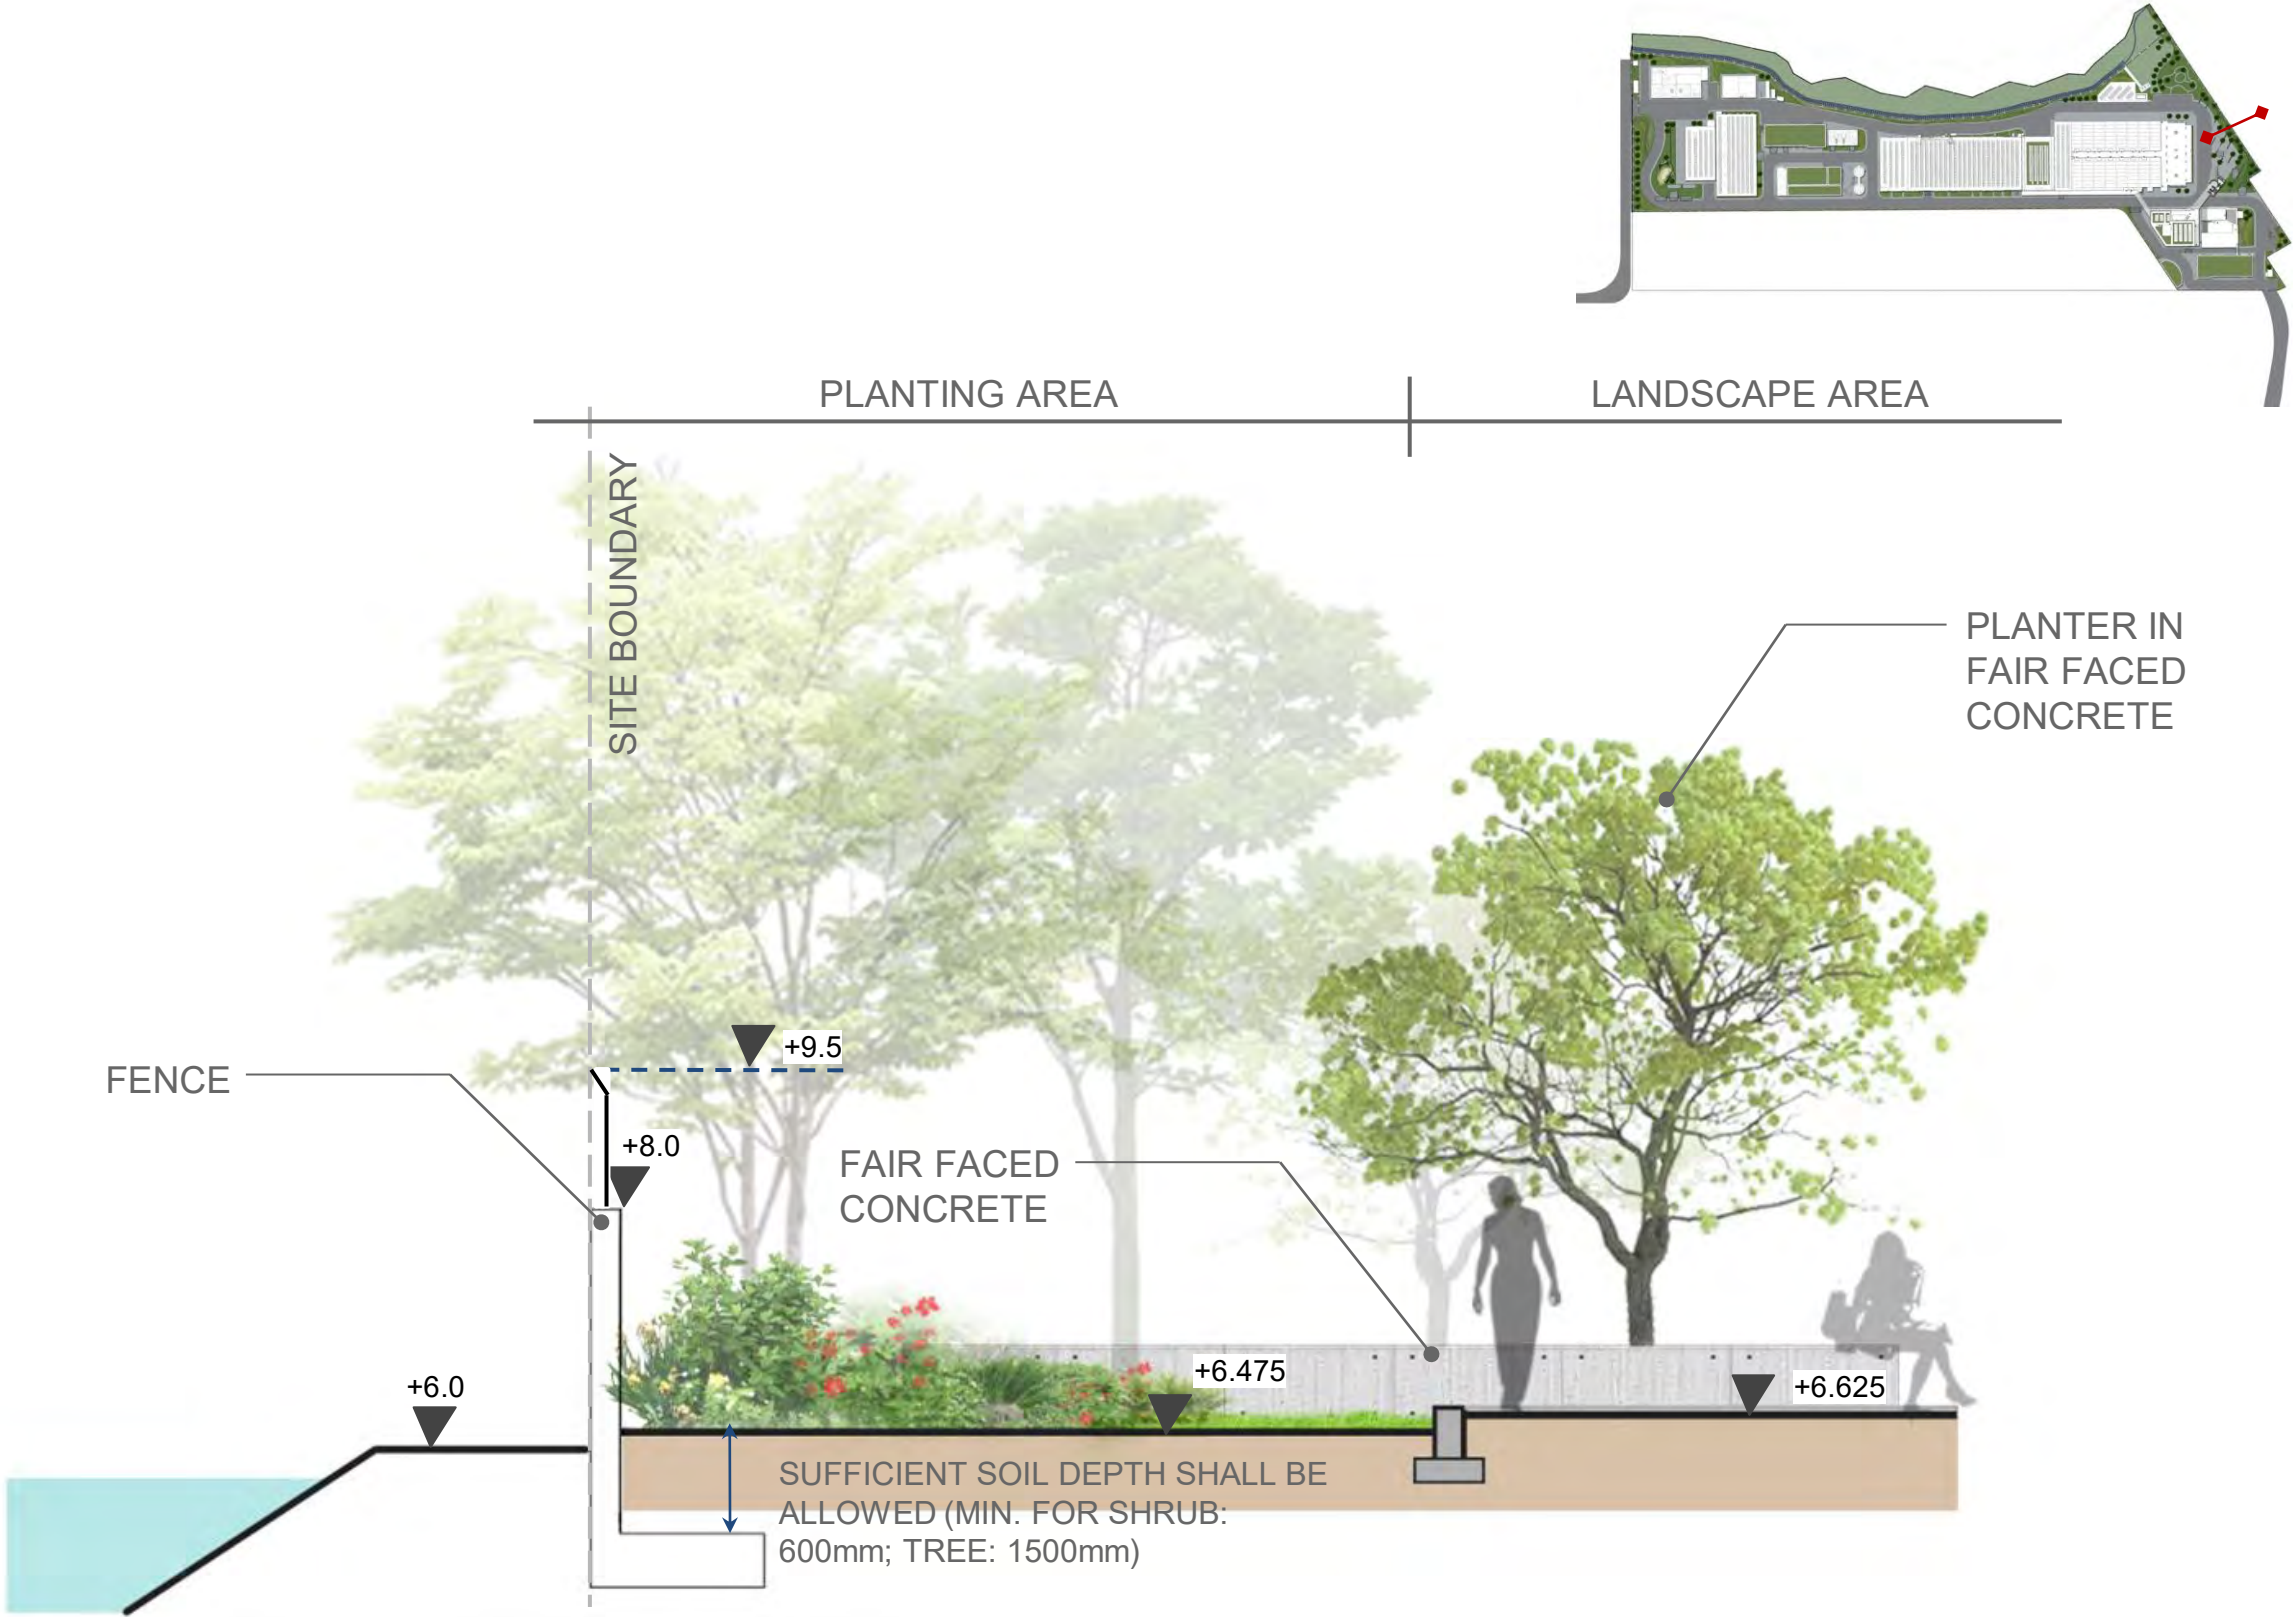 PLANTING AREA
LANDSCAPE AREA
SITE BOUNDARY
PLANTER IN
FAIR FACED
CONCRETE
+9.5
FENCE
+8.0
FAIR FACED
CONCRETE
+6.475
+6.0
+6.625
SUFFICIENT SOIL DEPTH SHALL BE
ALLOWED (MIN. FOR SHRUB:
600mm; TREE: 1500mm)